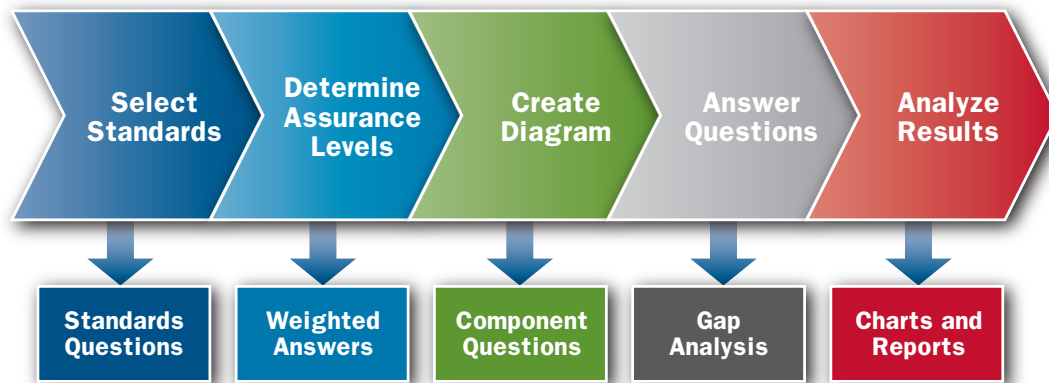 Select
Standards
Determine
Assurance
Levels
Create
Diagram
Answer
Questions
Analyze
Results
Standards
Questions
Weighted
Answers
Component
Questions
Gap
Analysis
Charts and
Reports